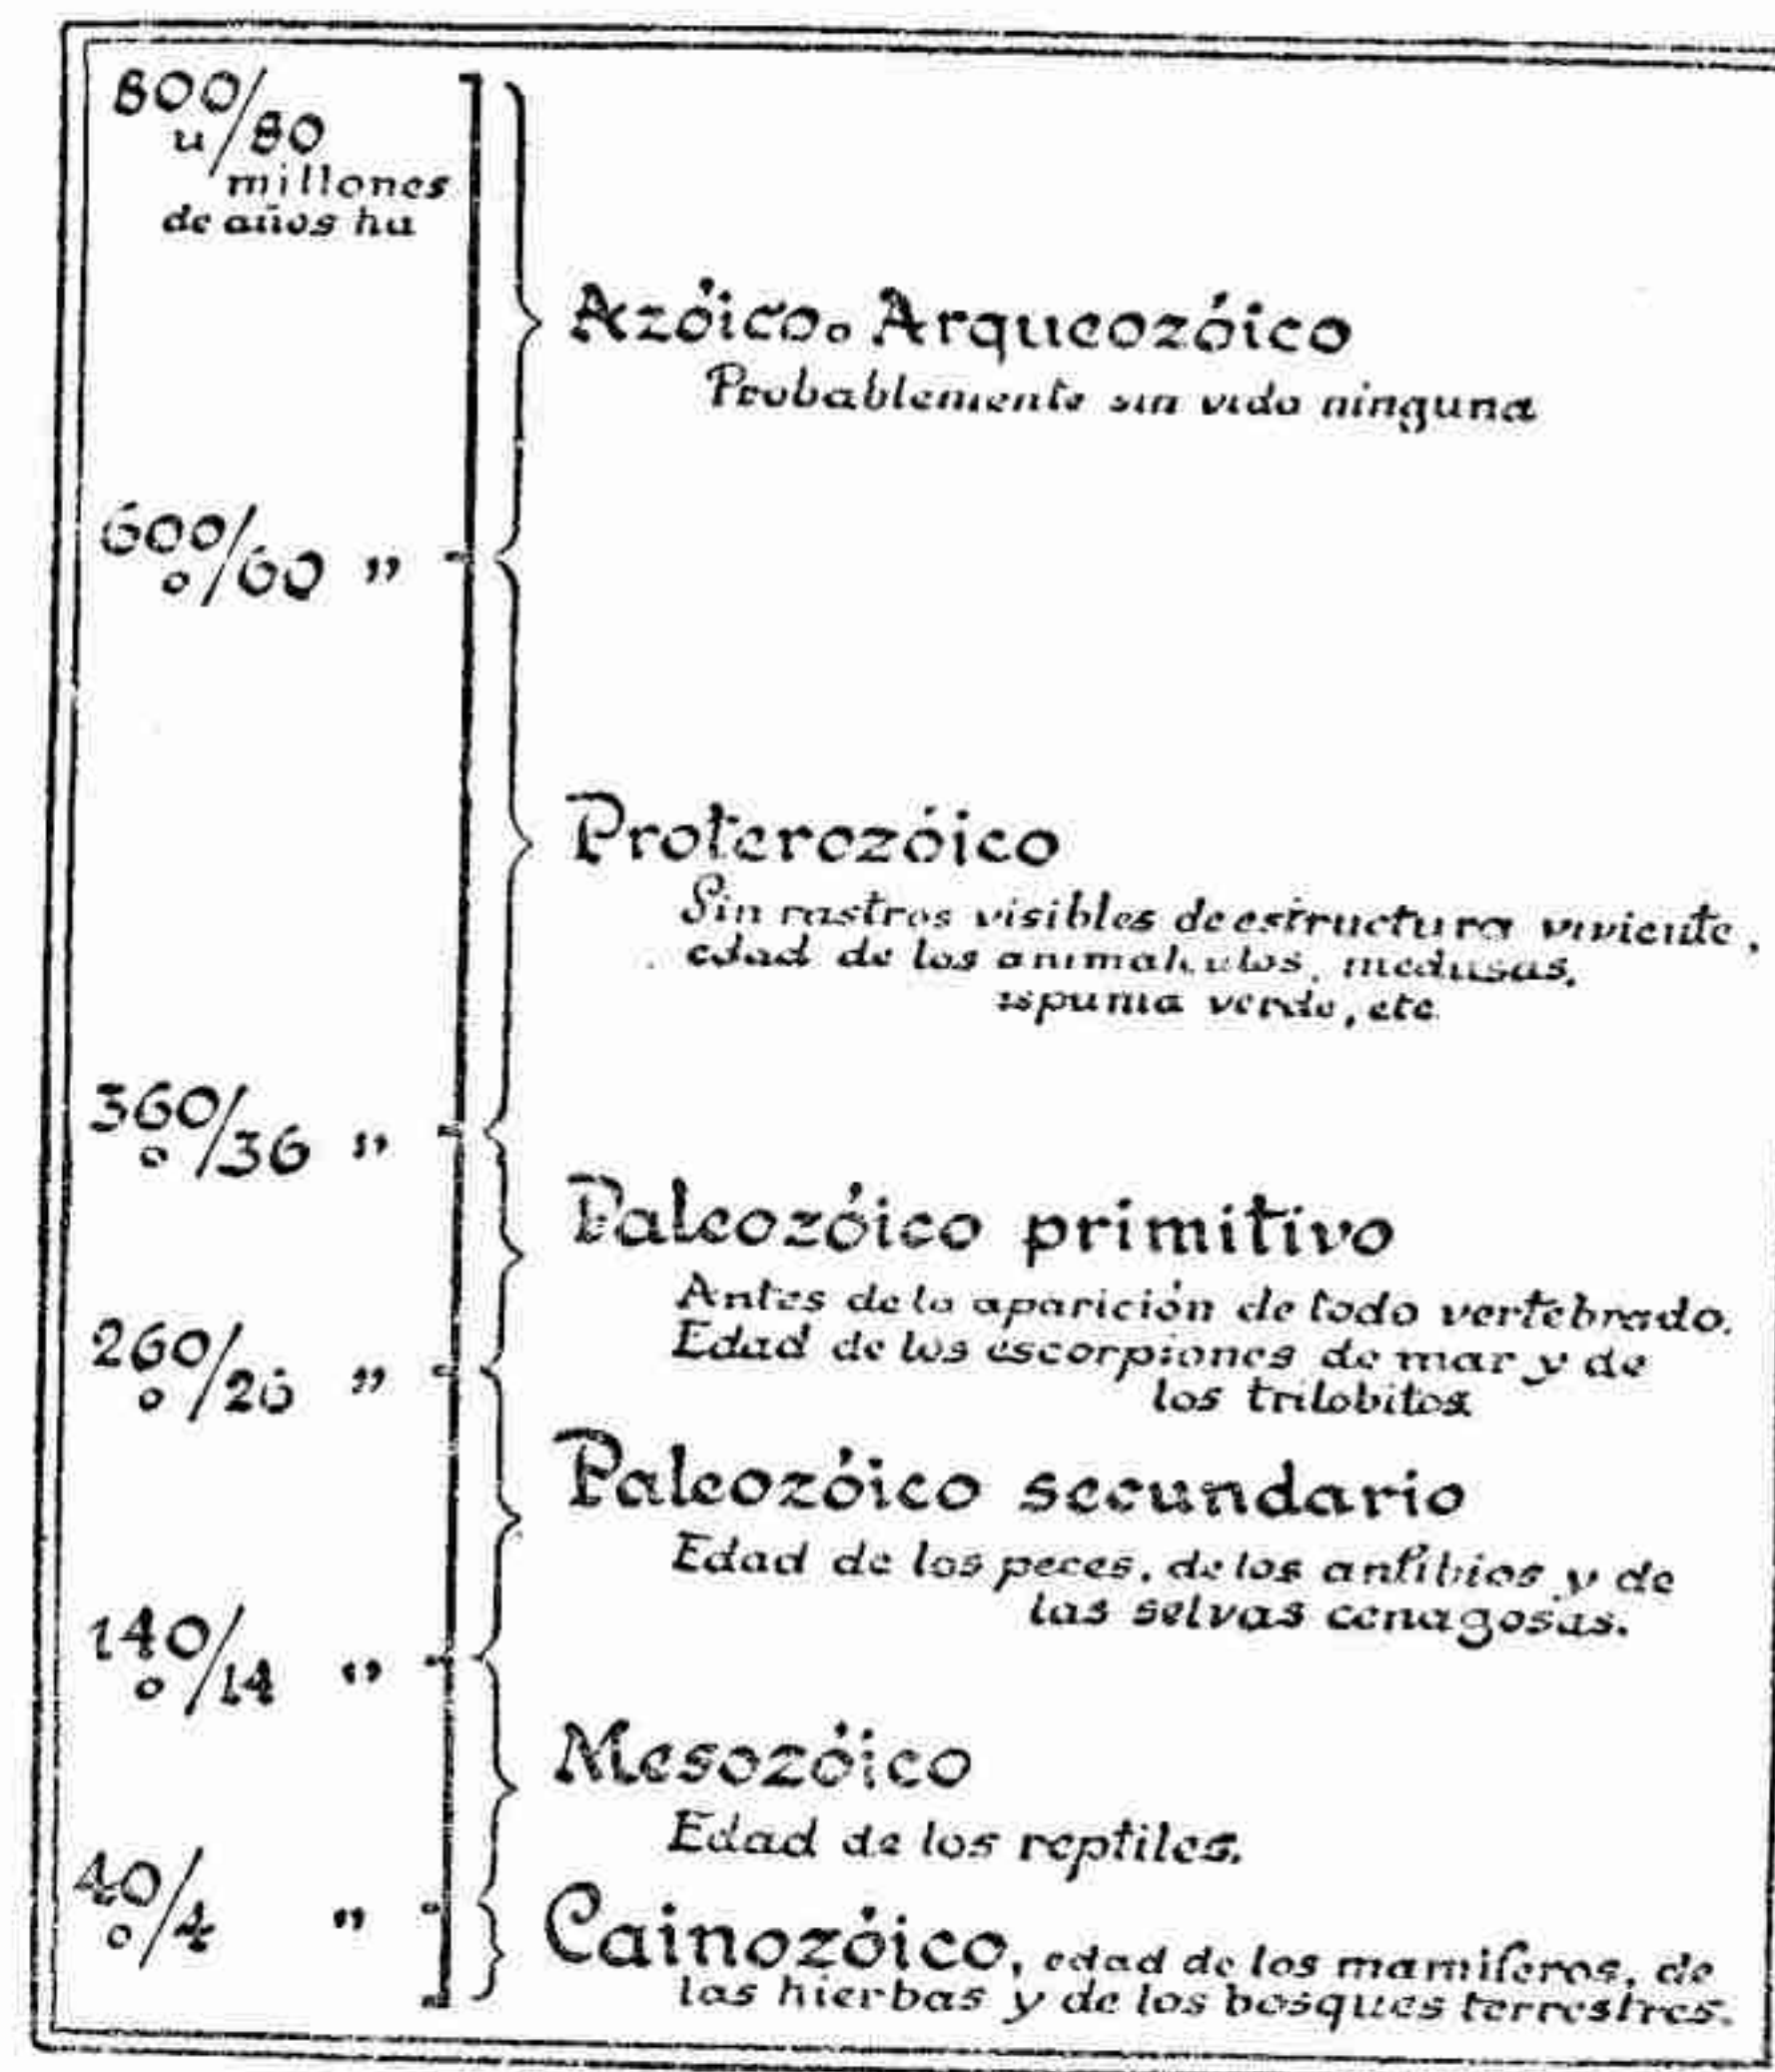 800/
u/80
millones
de años ha
Azóico o Arqueozóico
Probablemente sin vida ninguna
600/
o/60 "
Proterozóico
Sin rastros visibles de estructura viviente,
edad de los animalculos, medusas,
espuma verde, etc.
360/
o/36 "
Paleozóico primitivo
Antes de la aparición de todo vertebrado.
Edad de los escorpiones de mar y de
los trilobitos
260/
o/26 "
Paleozóico secundario
Edad de los peces, de los anfibios y de
las selvas cenagosas.
140/
o/14 "
Mesozóico
Edad de los reptiles.
40/
o/4 "
Cainozóico, edad de los mamíferos, de
las hierbas y de los bosques terrestres.